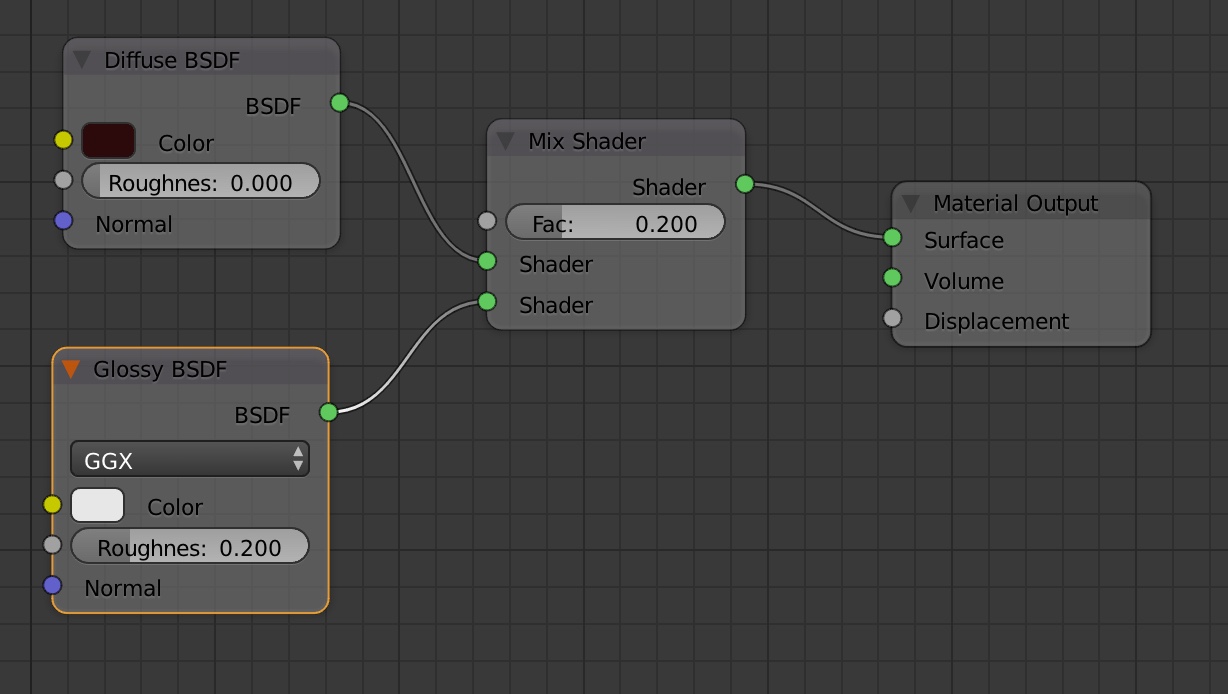 Diffuse BSDF
BSDF
Color
Roughnes: 0.000
Normal
Glossy BSDF
BSDF
GGX
Color
Roughnes: 0.200
Normal
Mix Shader
Shader
Fac: 0.200
Shader
Shader
Material Output
Surface
Volume
Displacement